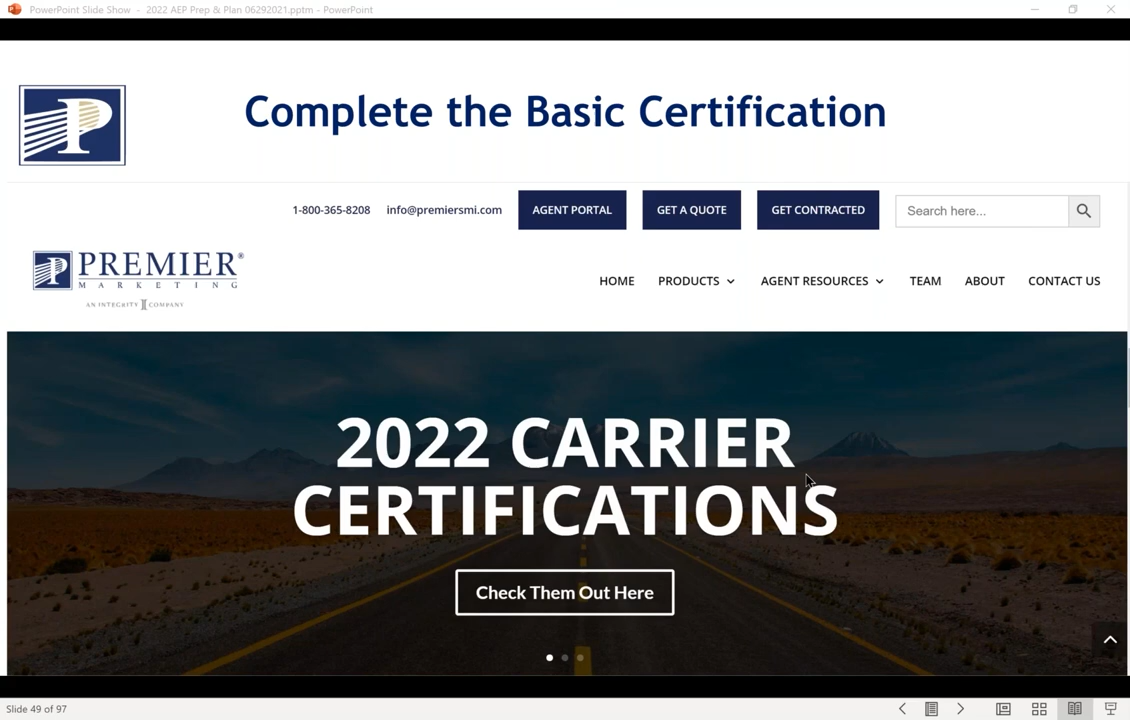 PowerPoint Slide Show - 2022 AEP Prep & Plan 06292021.pptm - PowerPoint
P
Complete the Basic Certification
1-800-365-8208
info@premiersmi.com
AGENT PORTAL
GET A QUOTE
GET CONTRACTED
Search here...
P PREMIER®
MARKETING
AN INTEGRITY COMPANY
HOME
PRODUCTS
AGENT RESOURCES
TEAM
ABOUT
CONTACT US
2022 CARRIER
CERTIFICATIONS
Check Them Out Here
Slide 49 of 97